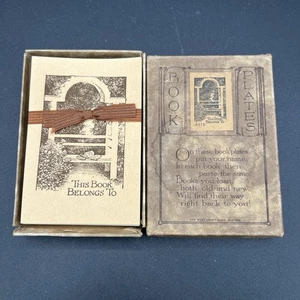 THIS BOOK
BELONGS TO
BOOK
PLATES
On these bookplates
put your name,
In each book then,
paste the same
Books you love
both old and new
Will find their way
right back to you!